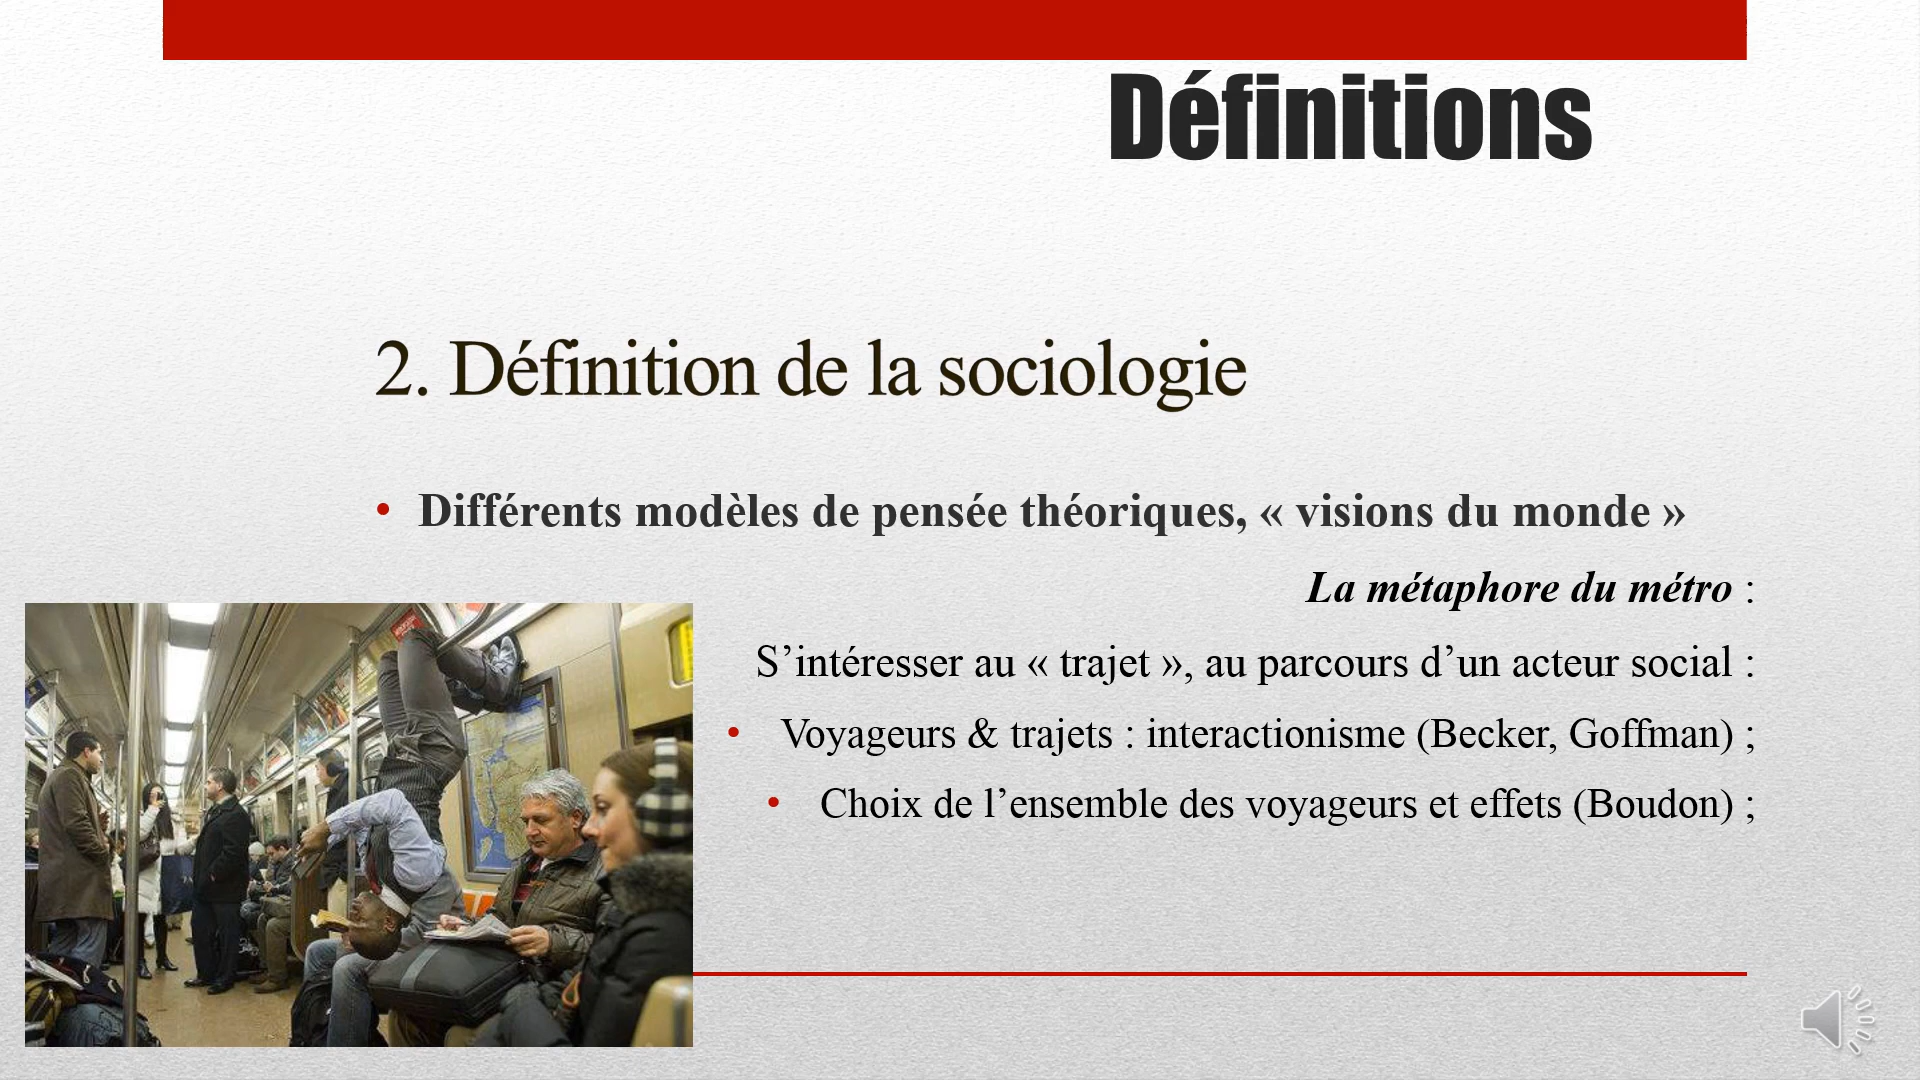 Définitions
2. Définition de la sociologie
• Différents modèles de pensée théoriques, « visions du monde »
La métaphore du métro :
S’intéresser au « trajet », au parcours d’un acteur social :
• Voyageurs & trajets : interactionisme (Becker, Goffman) ;
• Choix de l’ensemble des voyageurs et effets (Boudon) ;